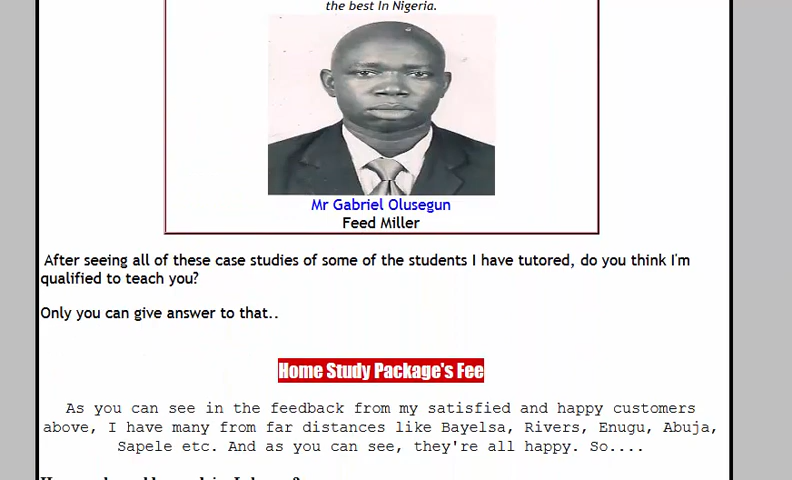 the best In Nigeria.
Mr Gabriel Olusegun
Feed Miller
After seeing all of these case studies of some of the students I have tutored, do you think I'm
qualified to teach you?
Only you can give answer to that..
Home Study Package's Fee
As you can see in the feedback from my satisfied and happy customers
above, I have many from far distances like Bayelsa, Rivers, Enugu, Abuja,
Sapele etc. And as you can see, they're all happy. So....